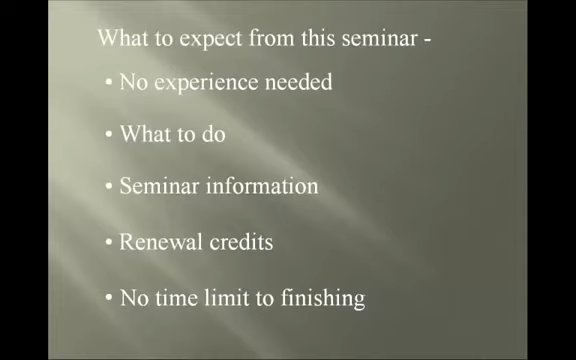 What to expect from this seminar -
• No experience needed
• What to do
• Seminar information
• Renewal credits
• No time limit to finishing